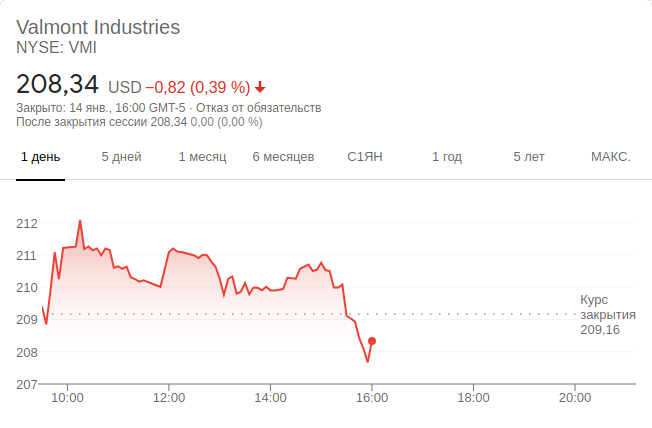 Valmont Industries
NYSE: VMI
208,34 USD −0,82 (0,39 %)
Закрыто: 14 янв., 16:00 GMT-5 · Отказ от обязательств
После закрытия сессии 208,34 0,00 (0,00 %)
1 день 5 дней 1 месяц 6 месяцев С1ЯН 1 год 5 лет МАКС.
212
211
210
209
208
207
Курс
закрытия
209,16
10:00 12:00 14:00 16:00 18:00 20:00